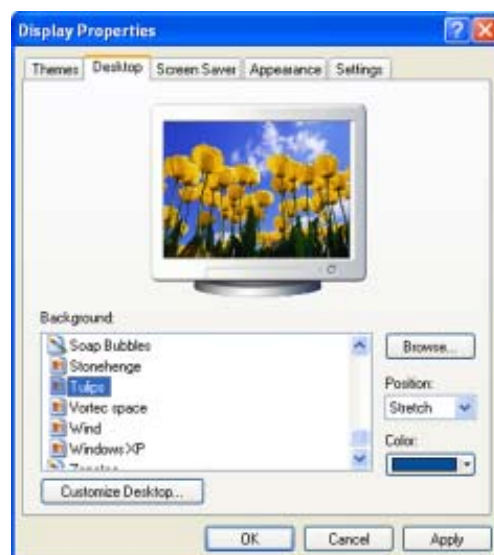 Display Properties
Themes Desktop Screen Saver Appearance Settings
Background:
Soap Bubbles
Stonehenge
Tulips
Vortec space
Wind
Windows XP
Browse...
Position:
Stretch
Color:
Customize Desktop...
OK Cancel Apply